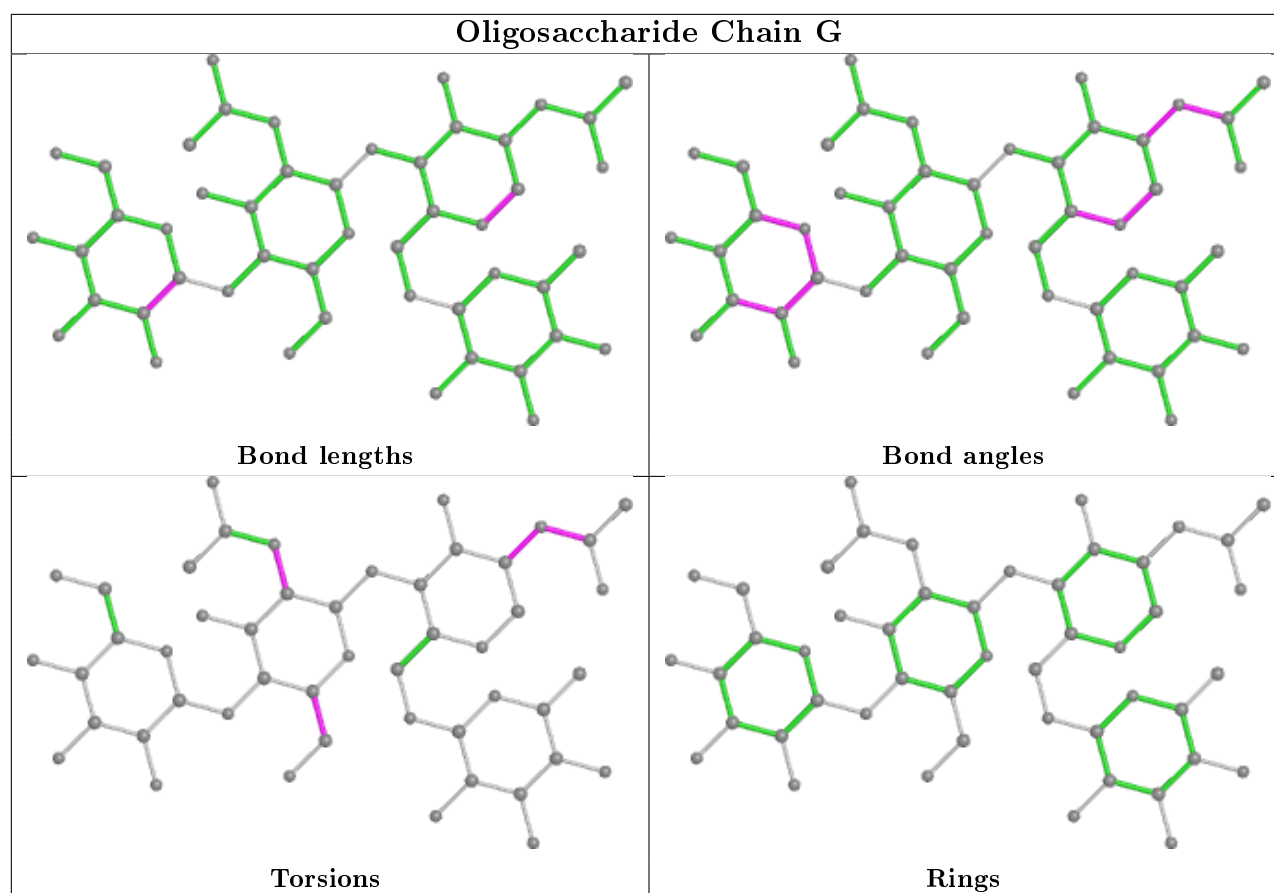 Oligosaccharide Chain G
Bond lengths
Bond angles
Torsions
Rings